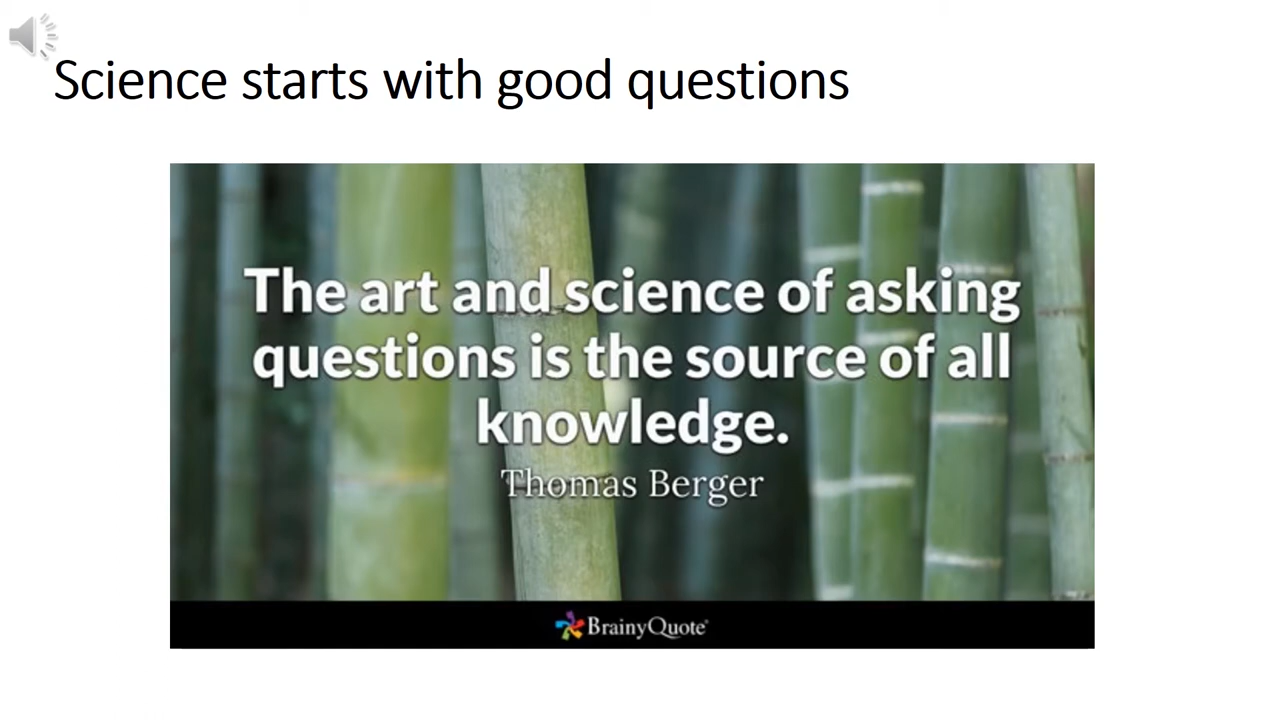 Science starts with good questions
The art and science of asking
questions is the source of all
knowledge.
Thomas Berger
BrainyQuote®